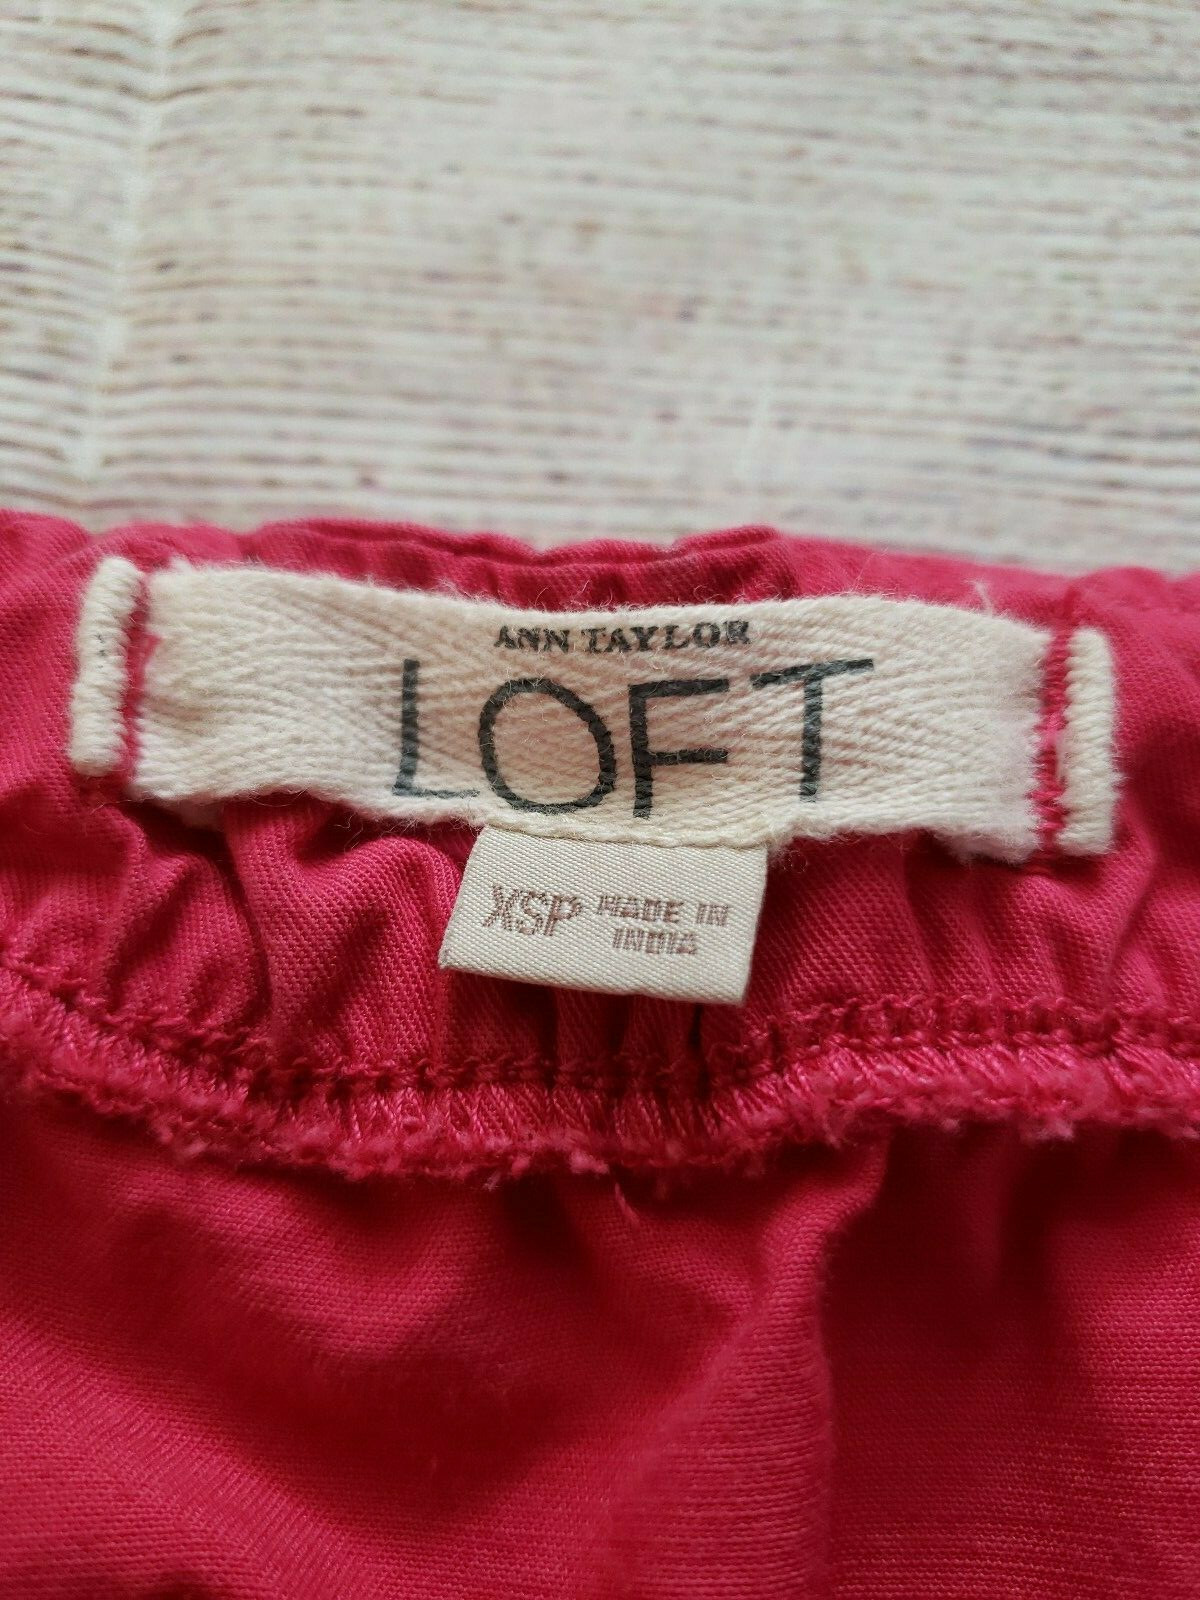 ANN TAYLOR
LOFT
XSP MADE IN
INDIA